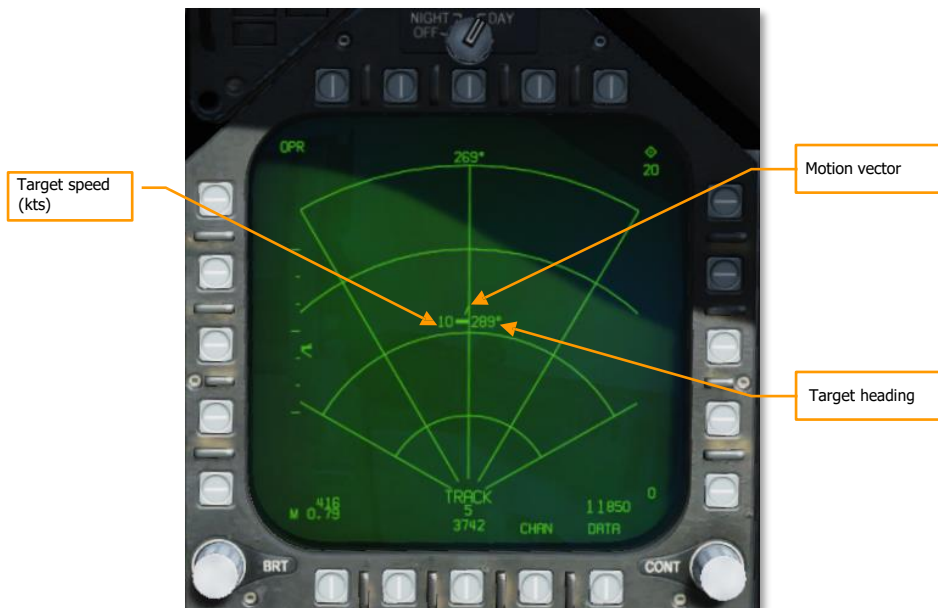 NIGHT DAY
OFF
OPR
269°
20
Target speed
(kts)
Motion vector
10 289°
Target heading
TRACK
416
M 0.79
5
3742
CHAN
DATA
11850
0
BRT
CONT